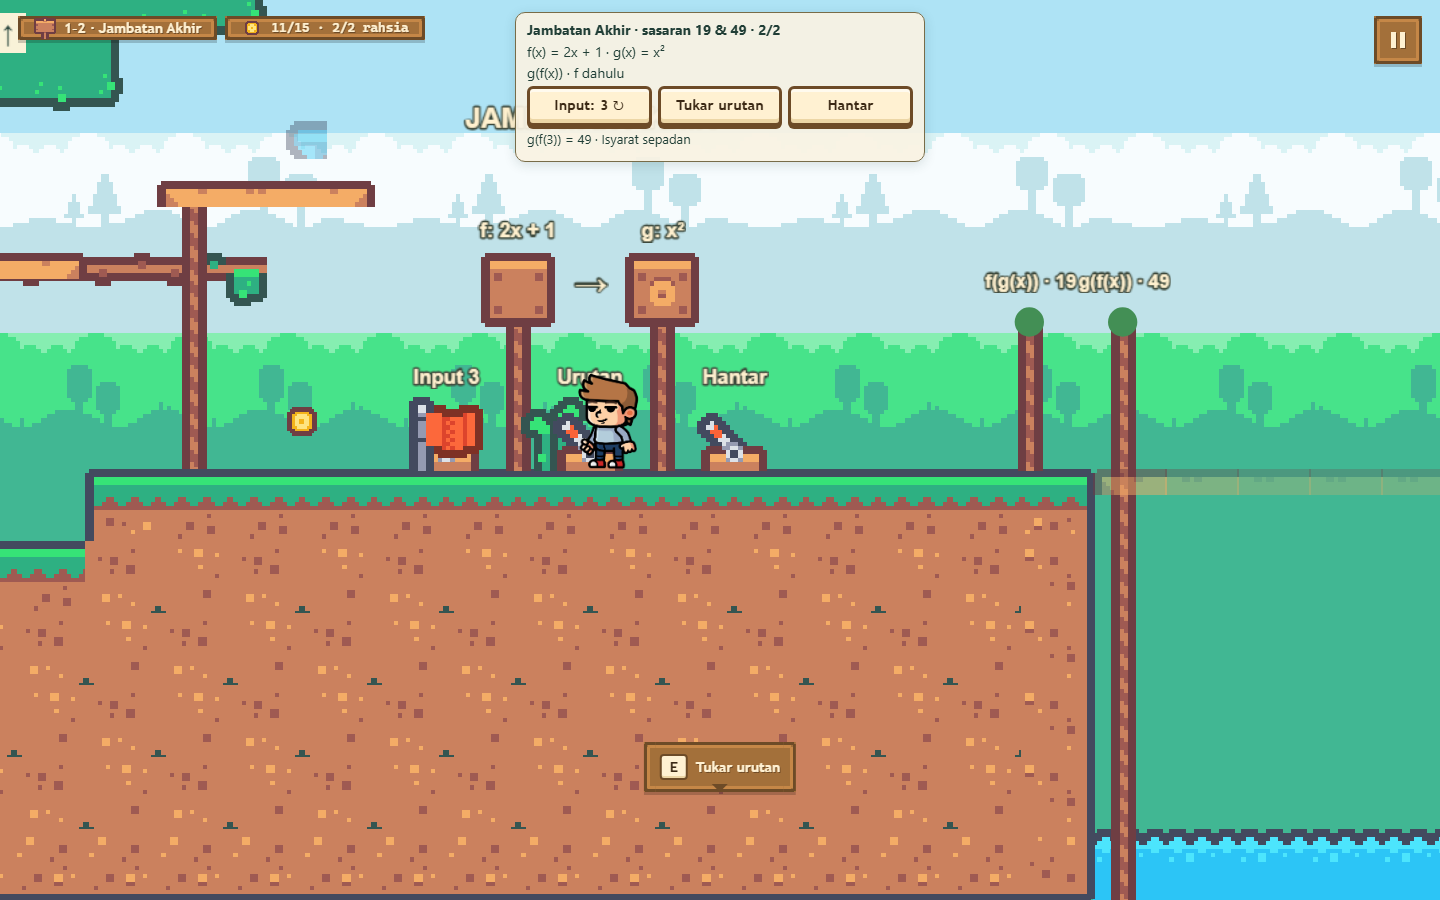 1-2 · Jambatan Akhir
11/15 · 2/2 rahsia
Jambatan Akhir · sasaran 19 & 49 · 2/2
f(x) = 2x + 1 · g(x) = x²
g(f(x)) · f dahulu
Input: 3 ↻
Tukar urutan
Hantar
g(f(3)) = 49 · Isyarat sepadan
f: 2x + 1
→
g: x²
f(g(x)) · 19
g(f(x)) · 49
Input 3
Hantar
E Tukar urutan